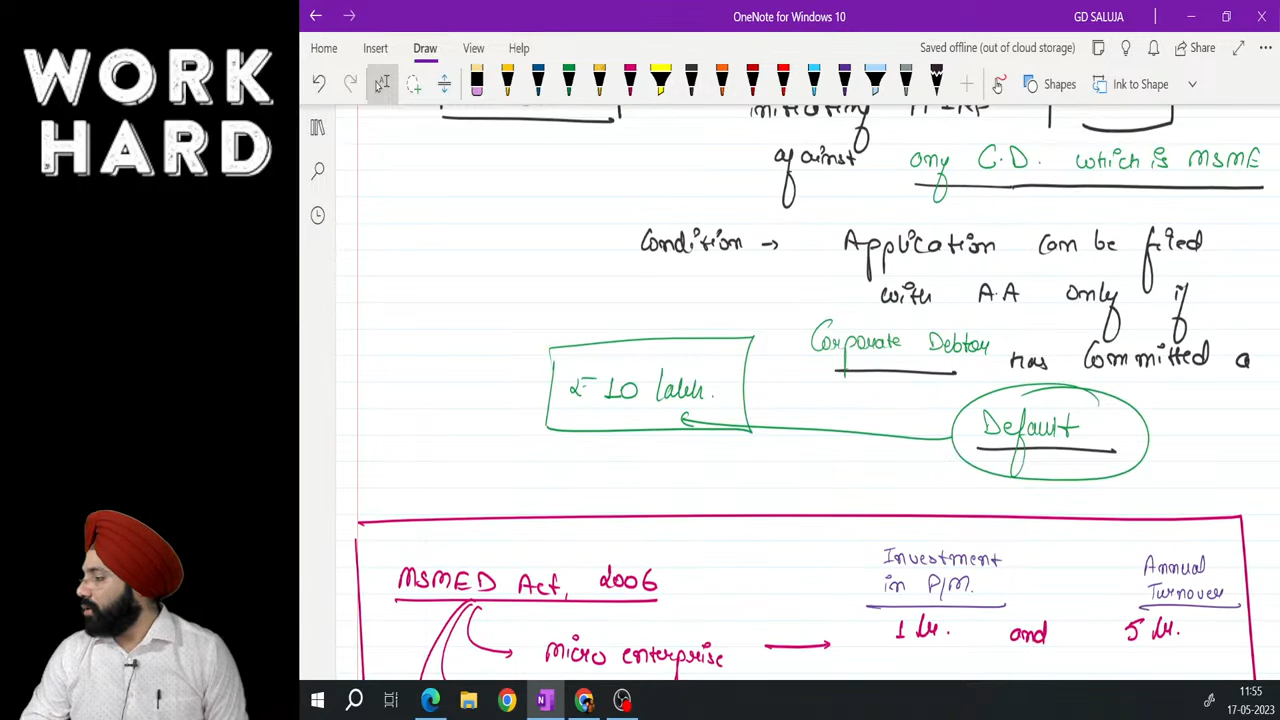 WORK
HARD
OneNote for Windows 10
GD SALUJA
Home Insert Draw View Help
Saved offline (out of cloud storage)
Share
Shapes
Ink to Shape
initiating PPIRP
against any C.D. which is MSME
Condition → Application can be filed
with A.A only if
Corporate Debtor has Committed a
10 lakh.
Default
MSMED Act, 2006
Investment
in P/M.
Annual
Turnover
1 cr. and 5 cr.
micro enterprise
11:55
17-05-2023